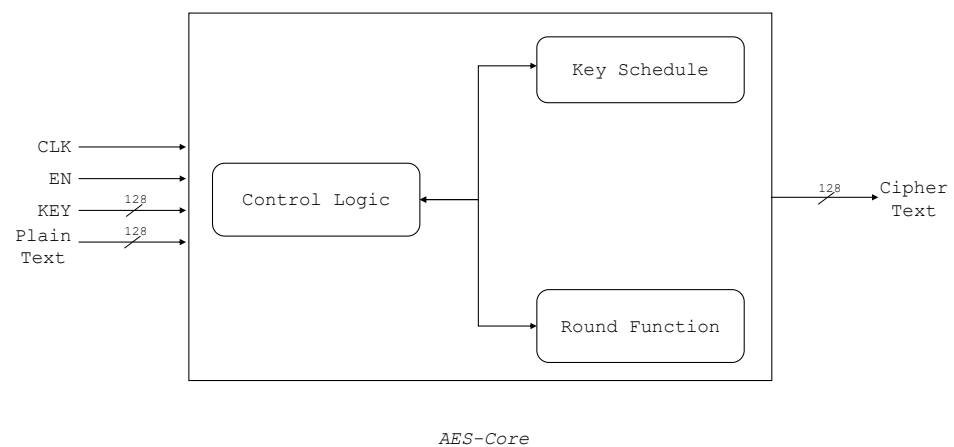 Key Schedule
CLK
EN
128
KEY
128
Plain
Text
Control Logic
128
Cipher
Text
Round Function
AES-Core